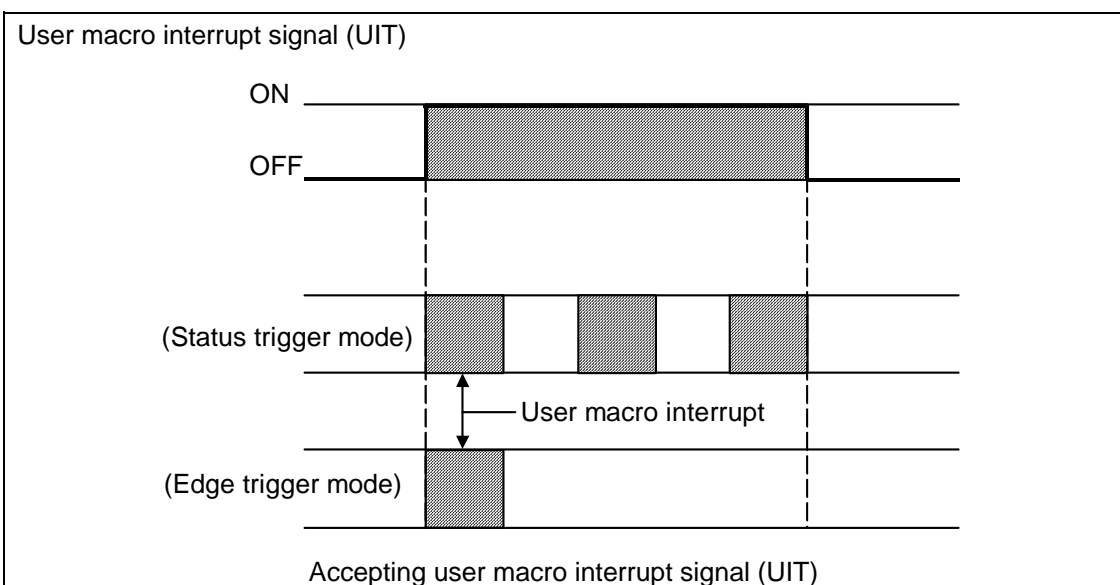 User macro interrupt signal (UIT)
ON
OFF
(Status trigger mode)
User macro interrupt
(Edge trigger mode)
Accepting user macro interrupt signal (UIT)